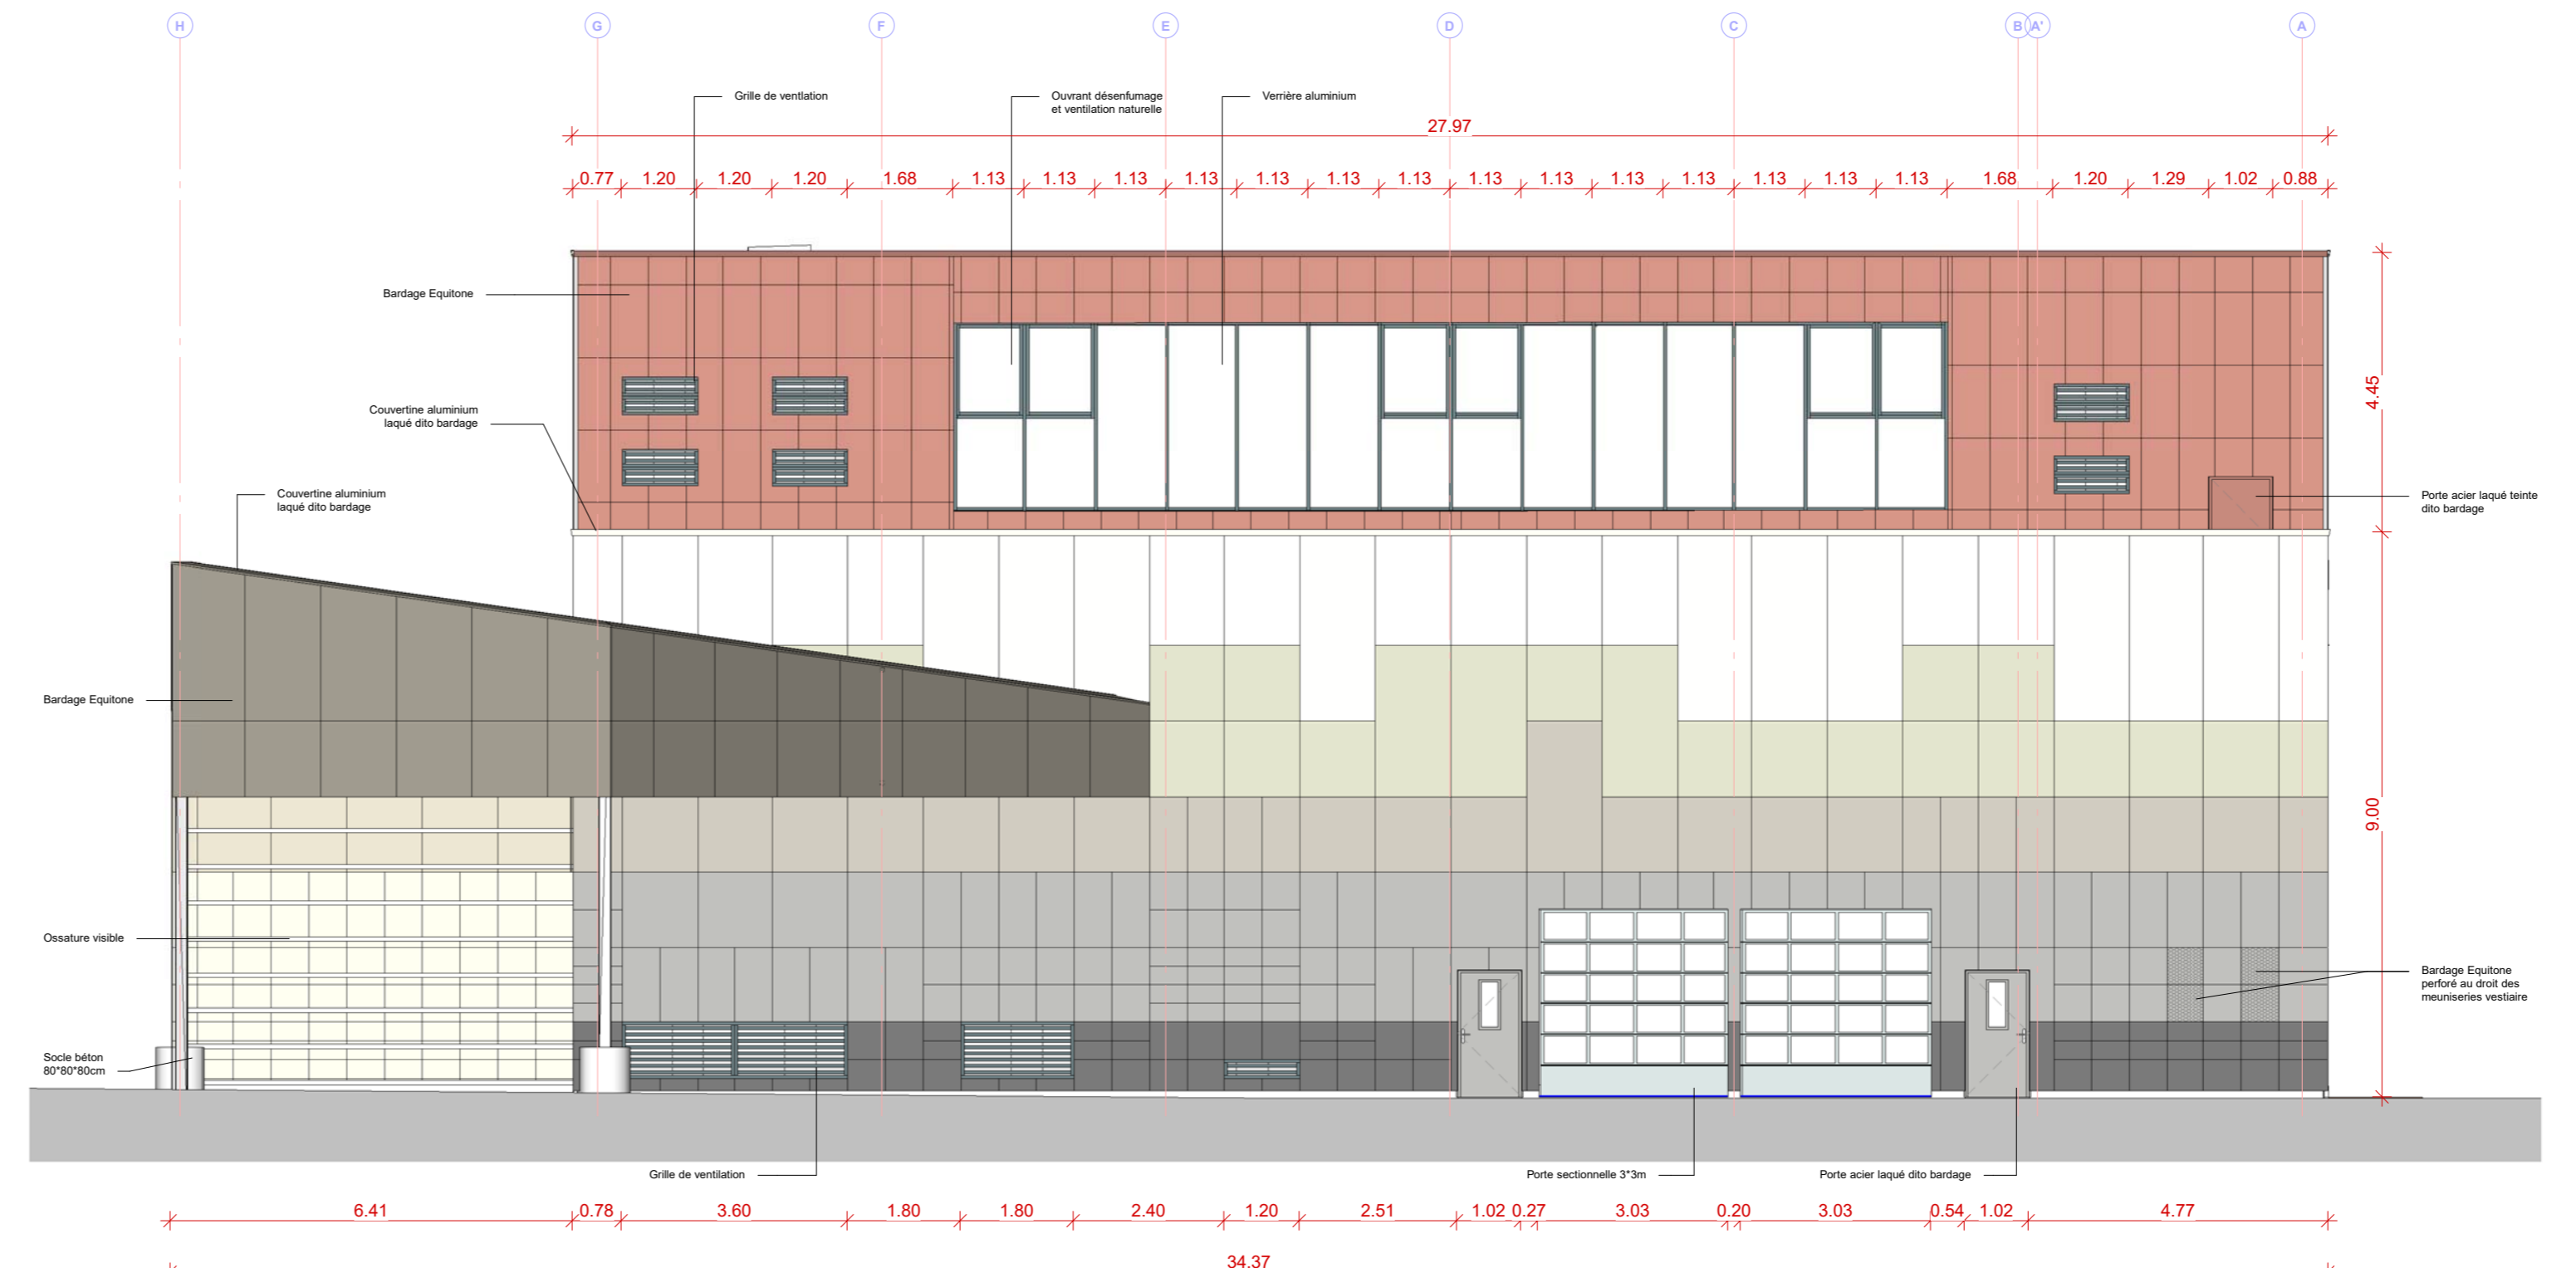 H G F E D C B A' A
Grille de ventlation
Ouvrant désenfumage
et ventilation naturelle
Verrière aluminium
27.97
0.77 1.20 1.20 1.20 1.68 1.13 1.13 1.13 1.13 1.13 1.13 1.13 1.13 1.13 1.13 1.13 1.13 1.13 1.13 1.68 1.20 1.29 1.02 0.88
Bardage Equitone
4.45
Couvertine aluminium
laqué dito bardage
Couvertine aluminium
laqué dito bardage
Porte acier laqué teinte
dito bardage
Bardage Equitone
9.00
Ossature visible
Bardage Equitone
perforé au droit des
meuniseries vestiaire
Socle béton
80*80*80cm
Grille de ventilation
Porte sectionnelle 3*3m
Porte acier laqué dito bardage
6.41 0.78 3.60 1.80 1.80 2.40 1.20 2.51 1.02 0.27 3.03 0.20 3.03 0.54 1.02 4.77
34.37